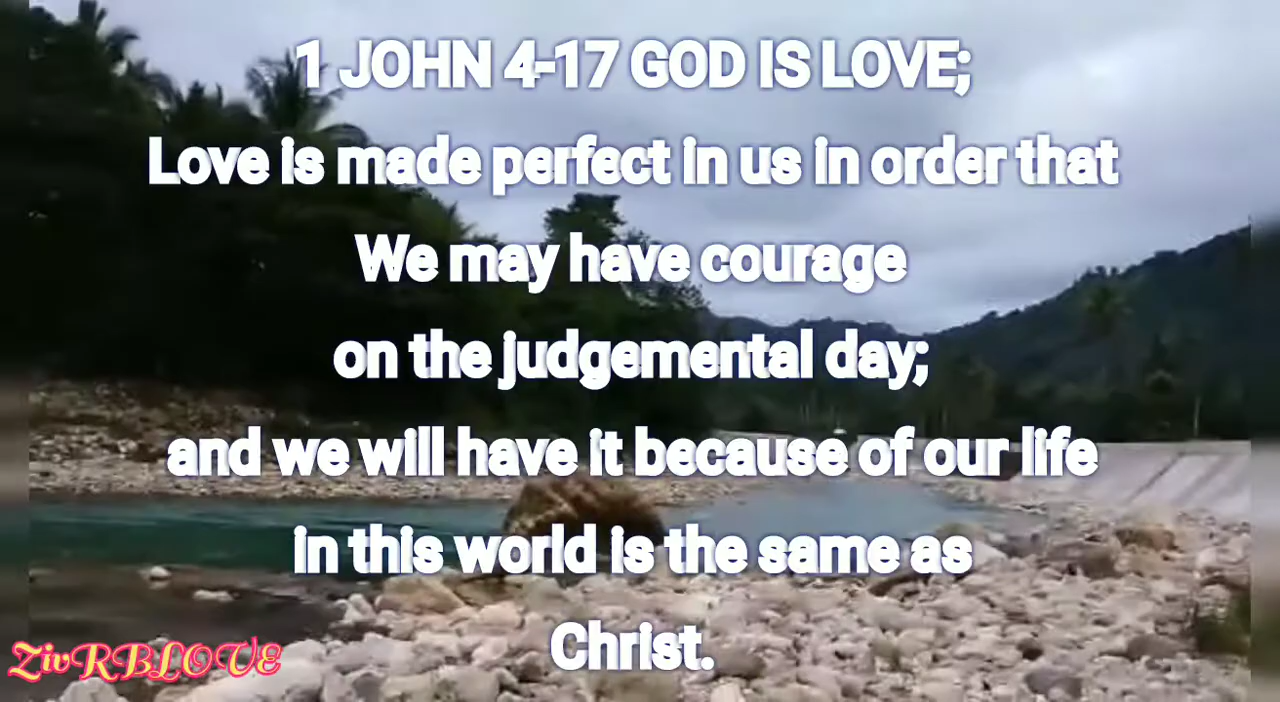 1 JOHN 4-17 GOD IS LOVE;
Love is made perfect in us in order that
We may have courage
on the judgemental day;
and we will have it because of our life
in this world is the same as
Christ.
ZivRBLOVE